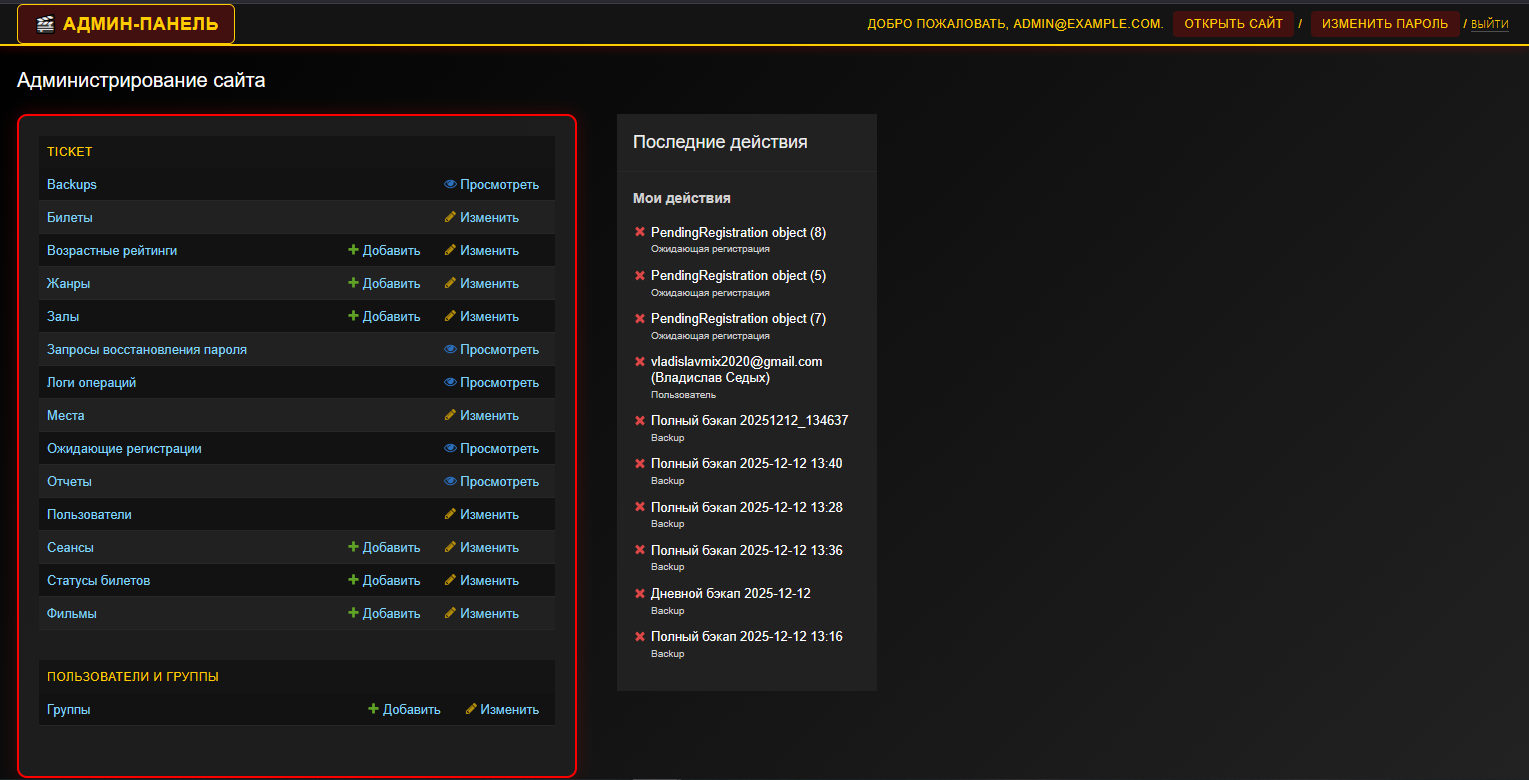 АДМИН-ПАНЕЛЬ
ДОБРО ПОЖАЛОВАТЬ, ADMIN@EXAMPLE.COM. ОТКРЫТЬ САЙТ / ИЗМЕНИТЬ ПАРОЛЬ / ВЫЙТИ
Администрирование сайта
TICKET
Backups Просмотреть
Билеты Изменить
Возрастные рейтинги Добавить Изменить
Жанры Добавить Изменить
Залы Добавить Изменить
Запросы восстановления пароля Просмотреть
Логи операций Просмотреть
Места Изменить
Ожидающие регистрации Просмотреть
Отчеты Просмотреть
Пользователи Изменить
Сеансы Добавить Изменить
Статусы билетов Добавить Изменить
Фильмы Добавить Изменить
ПОЛЬЗОВАТЕЛИ И ГРУППЫ
Группы Добавить Изменить
Последние действия
Мои действия
PendingRegistration object (8)
Ожидающая регистрация
PendingRegistration object (5)
Ожидающая регистрация
PendingRegistration object (7)
Ожидающая регистрация
vladislavmix2020@gmail.com
(Владислав Седых)
Пользователь
Полный бэкап 20251212_134637
Backup
Полный бэкап 2025-12-12 13:40
Backup
Полный бэкап 2025-12-12 13:28
Backup
Полный бэкап 2025-12-12 13:36
Backup
Дневной бэкап 2025-12-12
Backup
Полный бэкап 2025-12-12 13:16
Backup